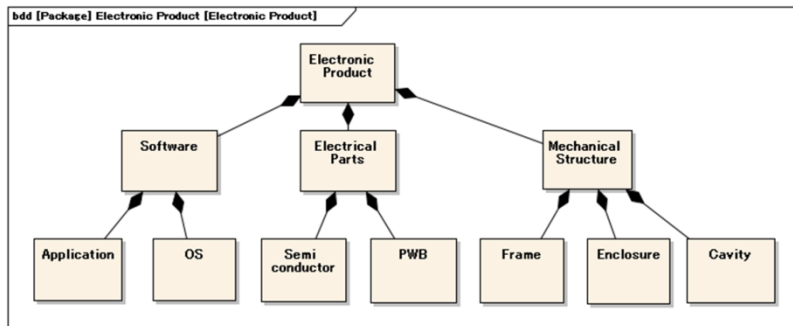 bdd [Package] Electronic Product [Electronic Product]
Electronic
Product
Software
Electrical
Parts
Mechanical
Structure
Application
OS
Semi
conductor
PWB
Frame
Enclosure
Cavity